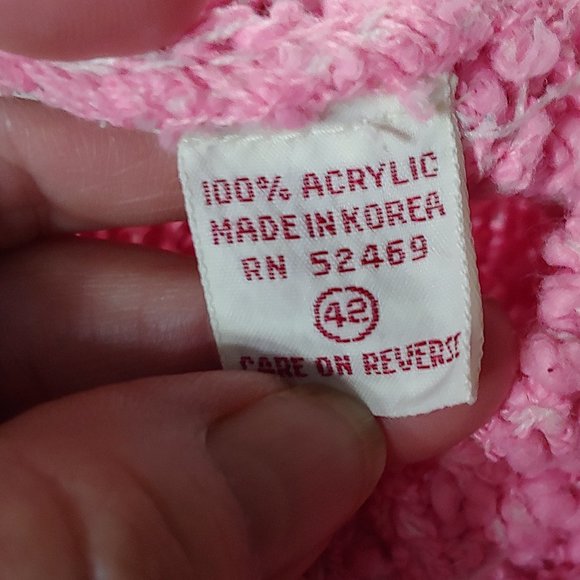 100% ACRYLIC
MADE IN KOREA
RN 52469
42
CARE ON REVERSE